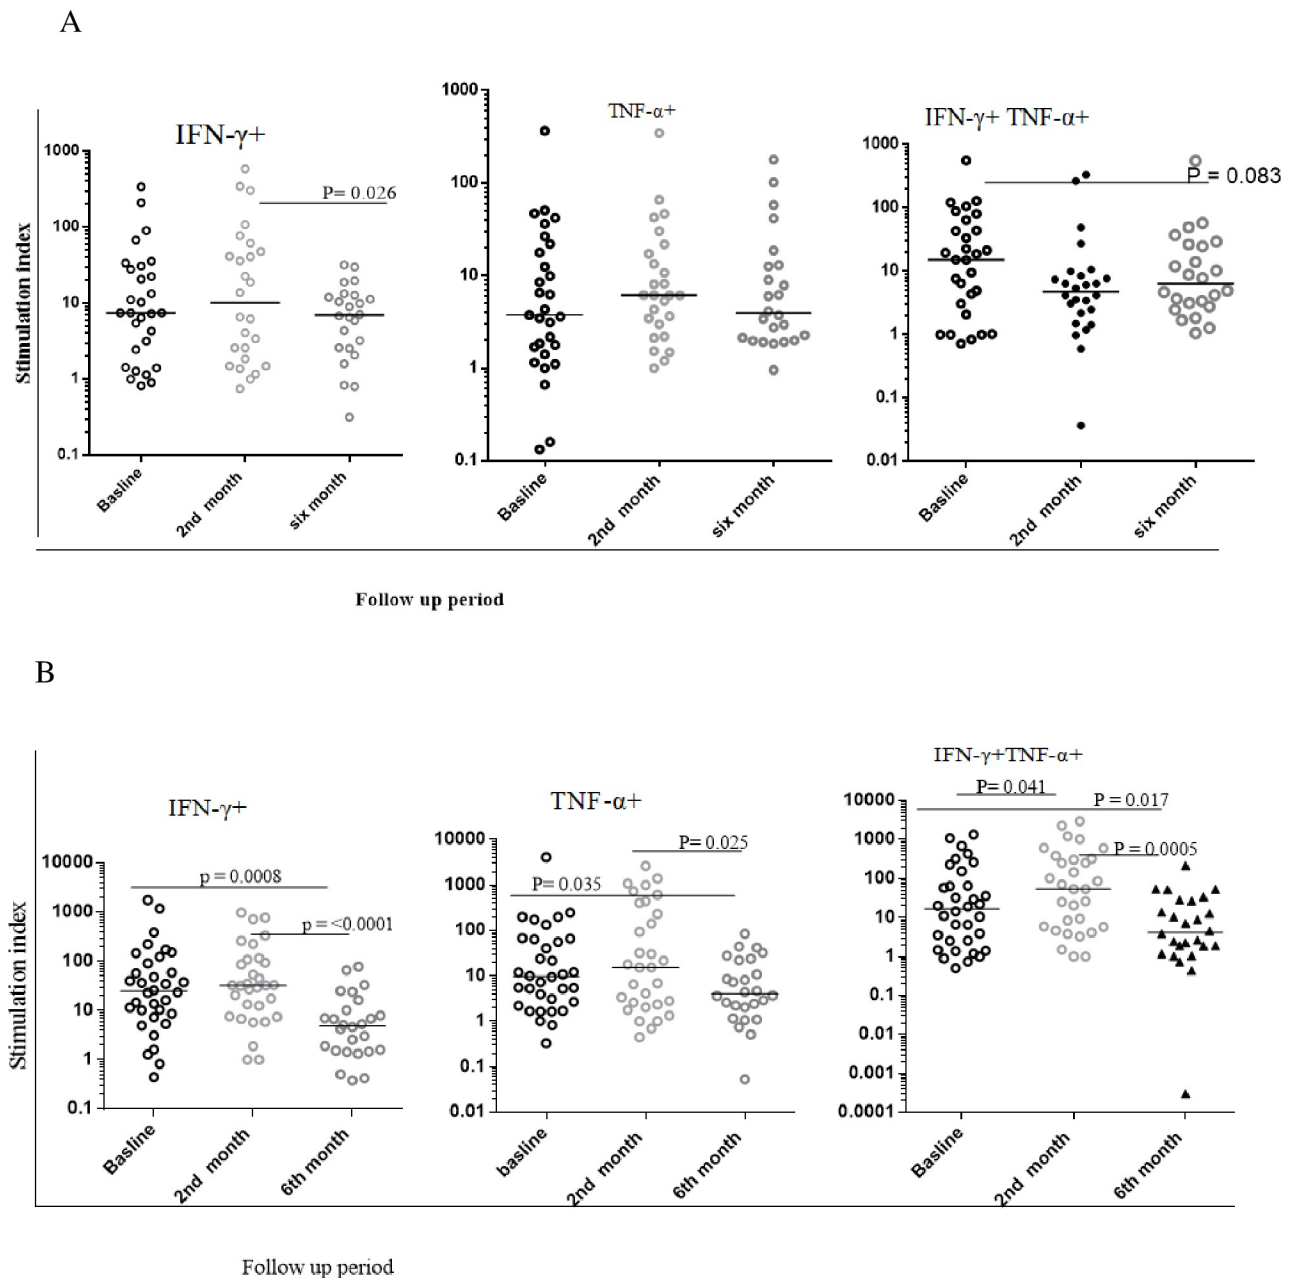 A
IFN-γ+
P= 0.026
1000
100
10
1
0.1
Stimulation index
Basline
2nd month
six month
TNF-α+
1000
100
10
1
0.1
Basline
2nd month
six month
IFN-γ+ TNF-α+
P = 0.083
1000
100
10
1
0.1
0.01
Basline
2nd month
six month
Follow up period
B
IFN-γ+
p = 0.0008
p = <0.0001
10000
1000
100
10
1
0.1
Stimulation index
Basline
2nd month
6th month
TNF-α+
P= 0.025
P= 0.035
10000
1000
100
10
1
0.1
0.01
basline
2nd month
6th month
IFN-γ+TNF-α+
P= 0.041
P = 0.017
P = 0.0005
10000
1000
100
10
1
0.1
0.01
0.001
0.0001
Basline
2nd month
6th month
Follow up period